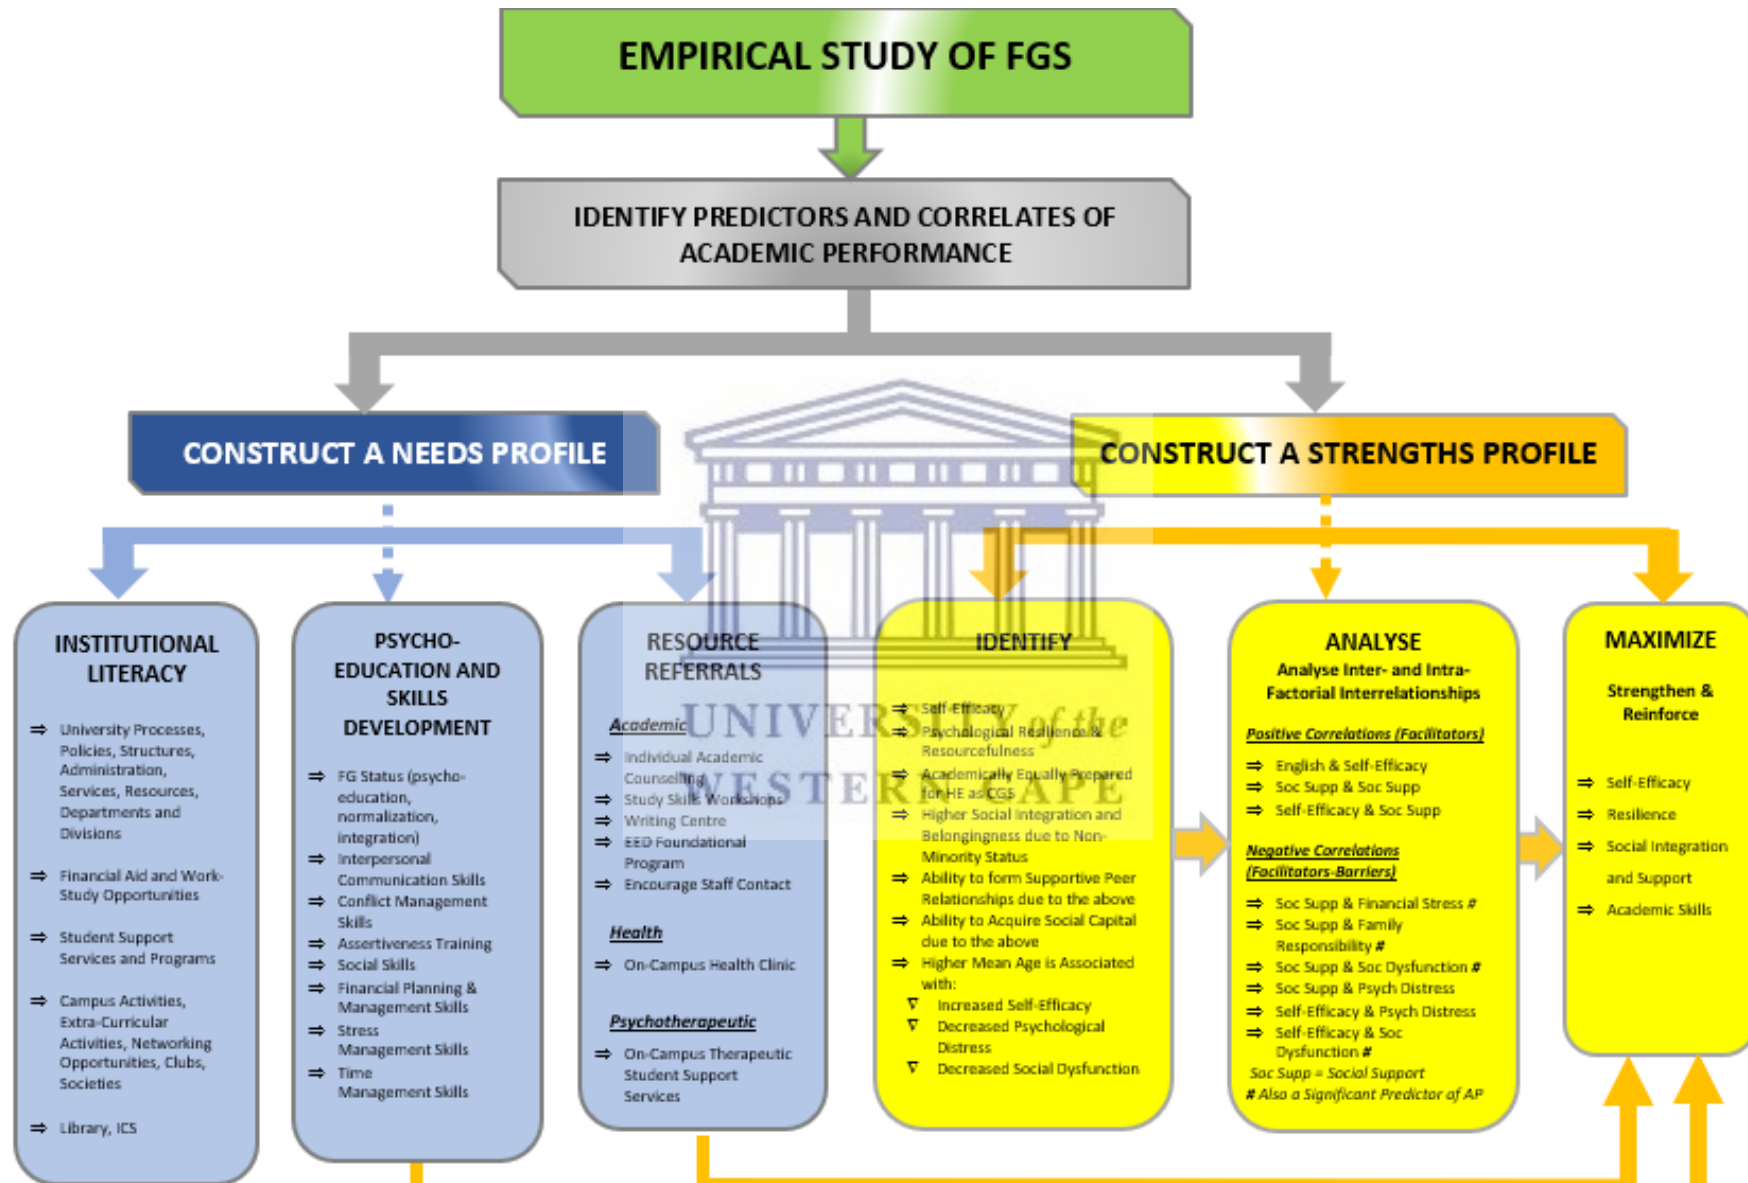 EMPIRICAL STUDY OF FGS
IDENTIFY PREDICTORS AND CORRELATES OF
ACADEMIC PERFORMANCE
CONSTRUCT A NEEDS PROFILE
CONSTRUCT A STRENGTHS PROFILE
INSTITUTIONAL
LITERACY
⇒ University Processes,
Policies, Structures,
Administration,
Services, Resources,
Departments and
Divisions
⇒ Financial Aid and Work-
Study Opportunities
⇒ Student Support
Services and Programs
⇒ Campus Activities,
Extra-Curricular
Activities, Networking
Opportunities, Clubs,
Societies
⇒ Library, ICS
PSYCHO-
EDUCATION AND
SKILLS
DEVELOPMENT
⇒ FG Status (psycho-
education,
normalization,
integration)
⇒ Interpersonal
Communication Skills
⇒ Conflict Management
Skills
⇒ Assertiveness Training
⇒ Social Skills
⇒ Financial Planning &
Management Skills
⇒ Stress
Management Skills
⇒ Time
Management Skills
RESOURCE
REFERRALS
Academic
⇒ Individual Academic
Counselling
⇒ Study Skills Workshops
⇒ Writing Centre
⇒ EED Foundational
Program
⇒ Encourage Staff Contact
Health
⇒ On-Campus Health Clinic
Psychotherapeutic
⇒ On-Campus Therapeutic
Student Support
Services
IDENTIFY
⇒ Self-Efficacy
⇒ Psychological Resilience &
Resourcefulness
⇒ Academically Equally Prepared
for HE as CGS
⇒ Higher Social Integration and
Belongingness due to Non-
Minority Status
⇒ Ability to form Supportive Peer
Relationships due to the above
⇒ Ability to Acquire Social Capital
due to the above
⇒ Higher Mean Age is Associated
with:
∇ Increased Self-Efficacy
∇ Decreased Psychological
Distress
∇ Decreased Social Dysfunction
ANALYSE
Analyse Inter- and Intra-
Factorial Interrelationships
Positive Correlations (Facilitators)
⇒ English & Self-Efficacy
⇒ Soc Supp & Soc Supp
⇒ Self-Efficacy & Soc Supp
Negative Correlations
(Facilitators-Barriers)
⇒ Soc Supp & Financial Stress #
⇒ Soc Supp & Family
Responsibility #
⇒ Soc Supp & Soc Dysfunction #
⇒ Soc Supp & Psych Distress
⇒ Self-Efficacy & Psych Distress
⇒ Self-Efficacy & Soc
Dysfunction #
Soc Supp = Social Support
# Also a Significant Predictor of AP
MAXIMIZE
Strengthen &
Reinforce
⇒ Self-Efficacy
⇒ Resilience
⇒ Social Integration
and Support
⇒ Academic Skills
UNIVERSITY of the
WESTERN CAPE